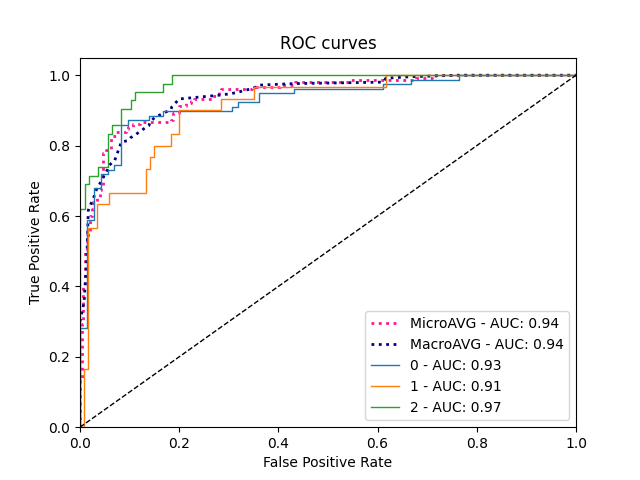 ROC curves
1.0
0.8
0.6
0.4
0.2
0.0
True Positive Rate
MicroAVG - AUC: 0.94
MacroAVG - AUC: 0.94
0 - AUC: 0.93
1 - AUC: 0.91
2 - AUC: 0.97
0.0 0.2 0.4 0.6 0.8 1.0
False Positive Rate